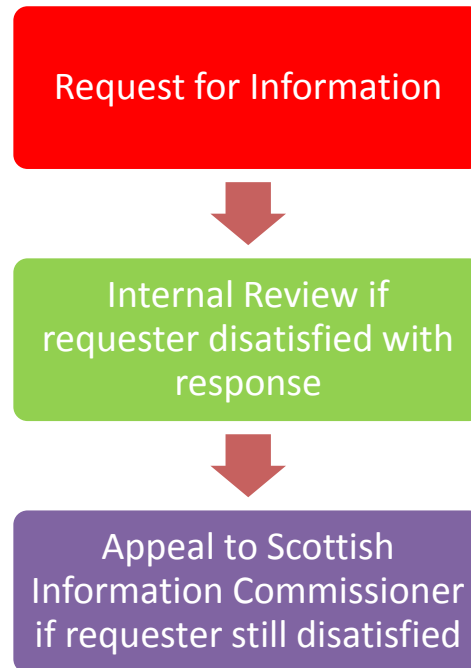 Request for Information
Internal Review if
requester disatisfied with
response
Appeal to Scottish
Information Commissioner
if requester still disatisfied